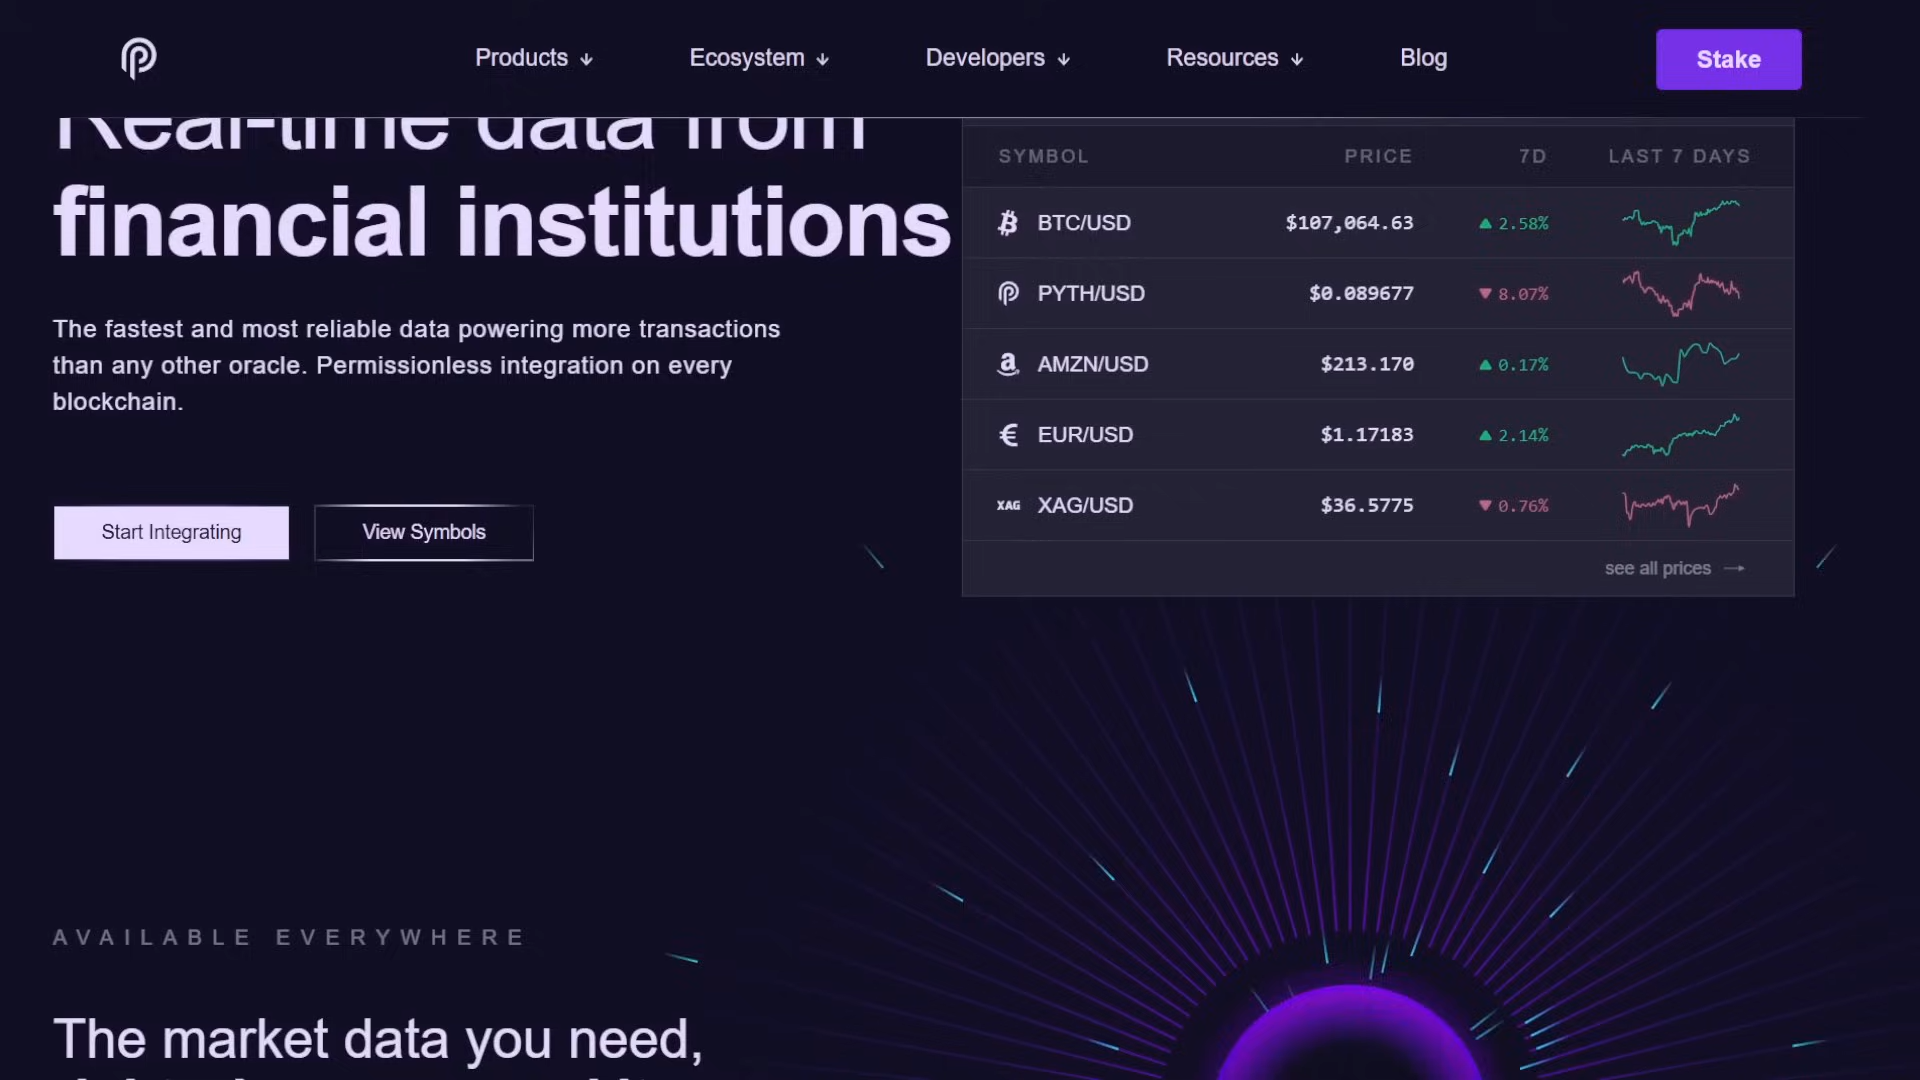 Products
Ecosystem
Developers
Resources
Blog
Stake
Real-time data from
financial institutions
The fastest and most reliable data powering more transactions
than any other oracle. Permissionless integration on every
blockchain.
Start Integrating
View Symbols
SYMBOL PRICE 7D LAST 7 DAYS
BTC/USD $107,064.63 2.58%
PYTH/USD $0.089677 8.07%
AMZN/USD $213.170 0.17%
EUR/USD $1.17183 2.14%
XAG XAG/USD $36.5775 0.76%
see all prices
AVAILABLE EVERYWHERE
The market data you need,